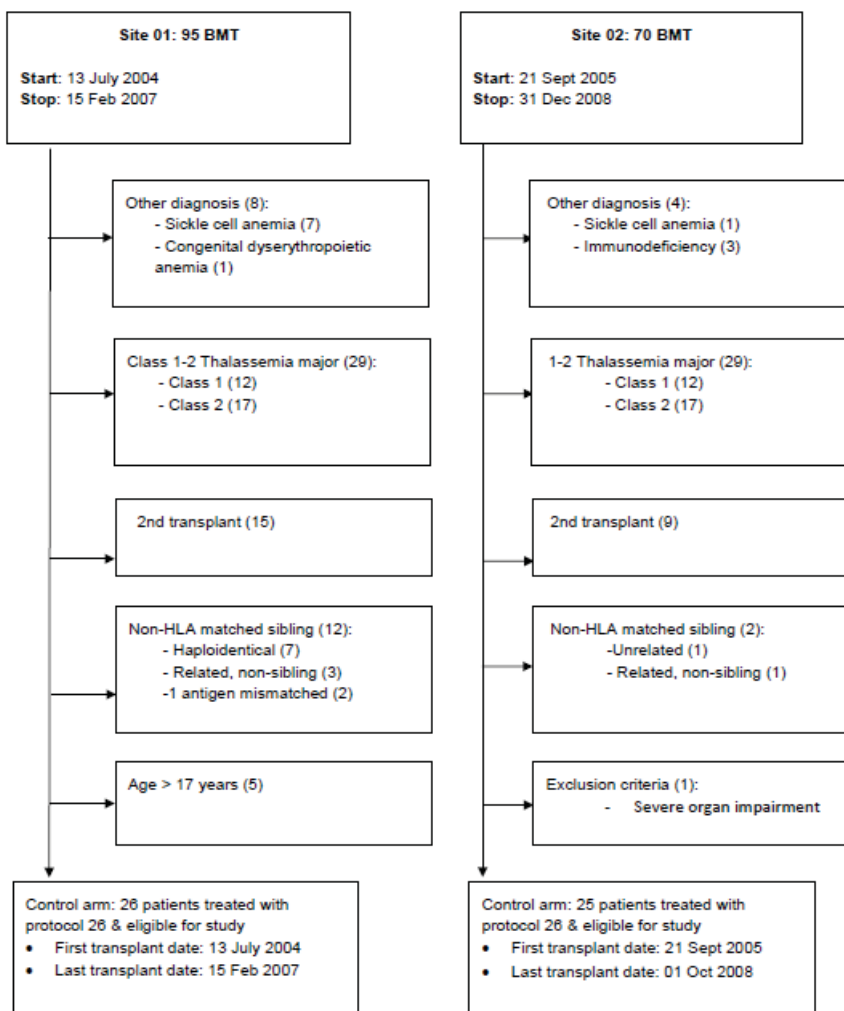 Site 01: 95 BMT
Start: 13 July 2004
Stop: 15 Feb 2007
Other diagnosis (8):
- Sickle cell anemia (7)
- Congenital dyserythropoietic
anemia (1)
Class 1-2 Thalassemia major (29):
- Class 1 (12)
- Class 2 (17)
2nd transplant (15)
Non-HLA matched sibling (12):
- Haploidentical (7)
- Related, non-sibling (3)
-1 antigen mismatched (2)
Age > 17 years (5)
Control arm: 26 patients treated with
protocol 26 & eligible for study
• First transplant date: 13 July 2004
• Last transplant date: 15 Feb 2007
Site 02: 70 BMT
Start: 21 Sept 2005
Stop: 31 Dec 2008
Other diagnosis (4):
- Sickle cell anemia (1)
- Immunodeficiency (3)
1-2 Thalassemia major (29):
- Class 1 (12)
- Class 2 (17)
2nd transplant (9)
Non-HLA matched sibling (2):
-Unrelated (1)
- Related, non-sibling (1)
Exclusion criteria (1):
- Severe organ impairment
Control arm: 25 patients treated with
protocol 26 & eligible for study
• First transplant date: 21 Sept 2005
• Last transplant date: 01 Oct 2008